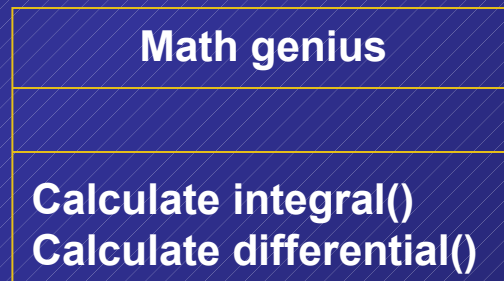 Math genius
Calculate integral()
Calculate differential()